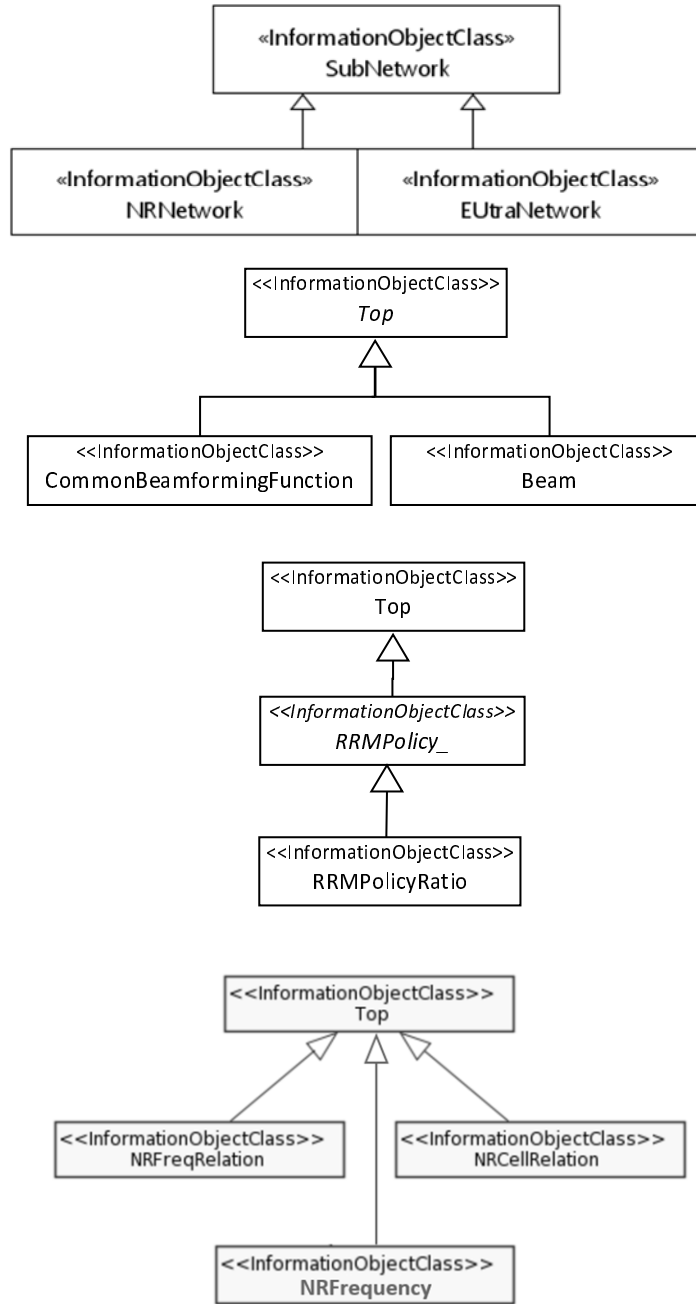 «InformationObjectClass»
SubNetwork
«InformationObjectClass» «InformationObjectClass»
NRNetwork EUtraNetwork
<<InformationObjectClass>>
Top
<<InformationObjectClass>> <<InformationObjectClass>>
CommonBeamformingFunction Beam
<<InformationObjectClass>>
Top
<<InformationObjectClass>>
RRMPolicy_
<<InformationObjectClass>>
RRMPolicyRatio
<<InformationObjectClass>>
Top
<<InformationObjectClass>> <<InformationObjectClass>>
NRFreqRelation NRCellRelation
<<InformationObjectClass>>
NRFrequency